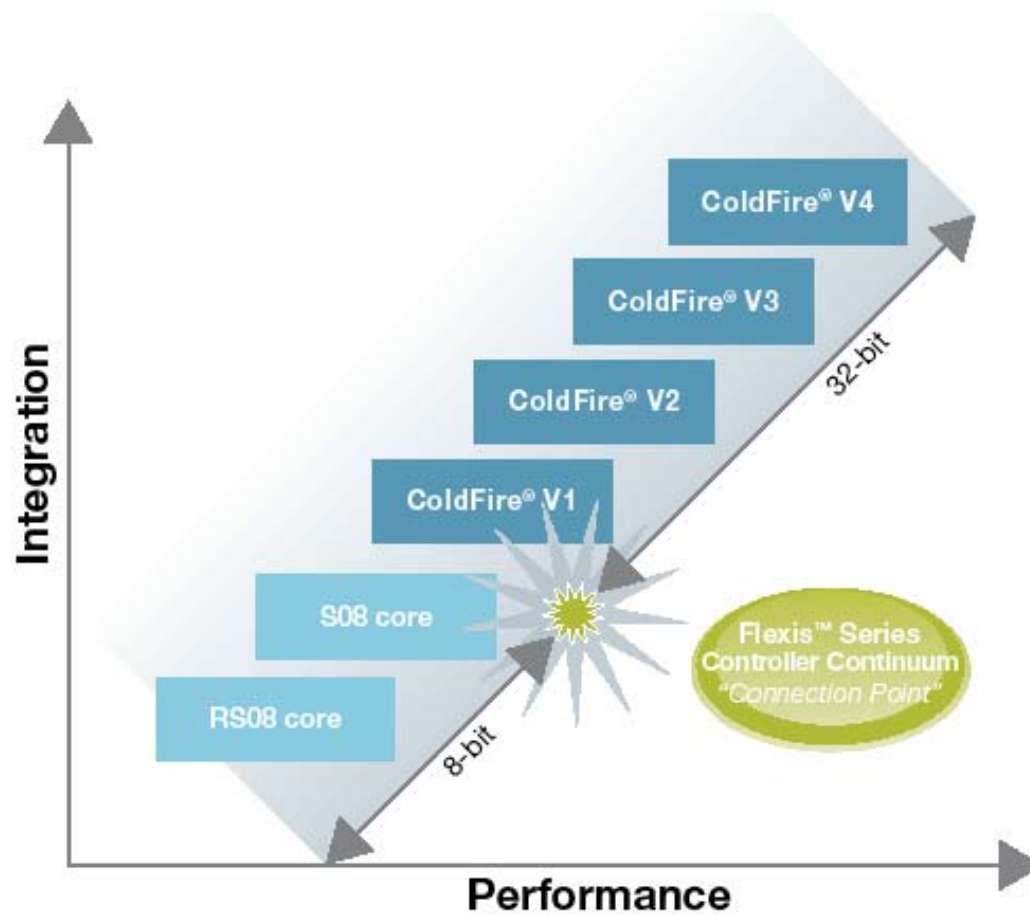 Integration
ColdFire® V4
ColdFire® V3
32-bit
ColdFire® V2
ColdFire® V1
S08 core
Flexis™ Series
Controller Continuum
“Connection Point”
RS08 core
8-bit
Performance